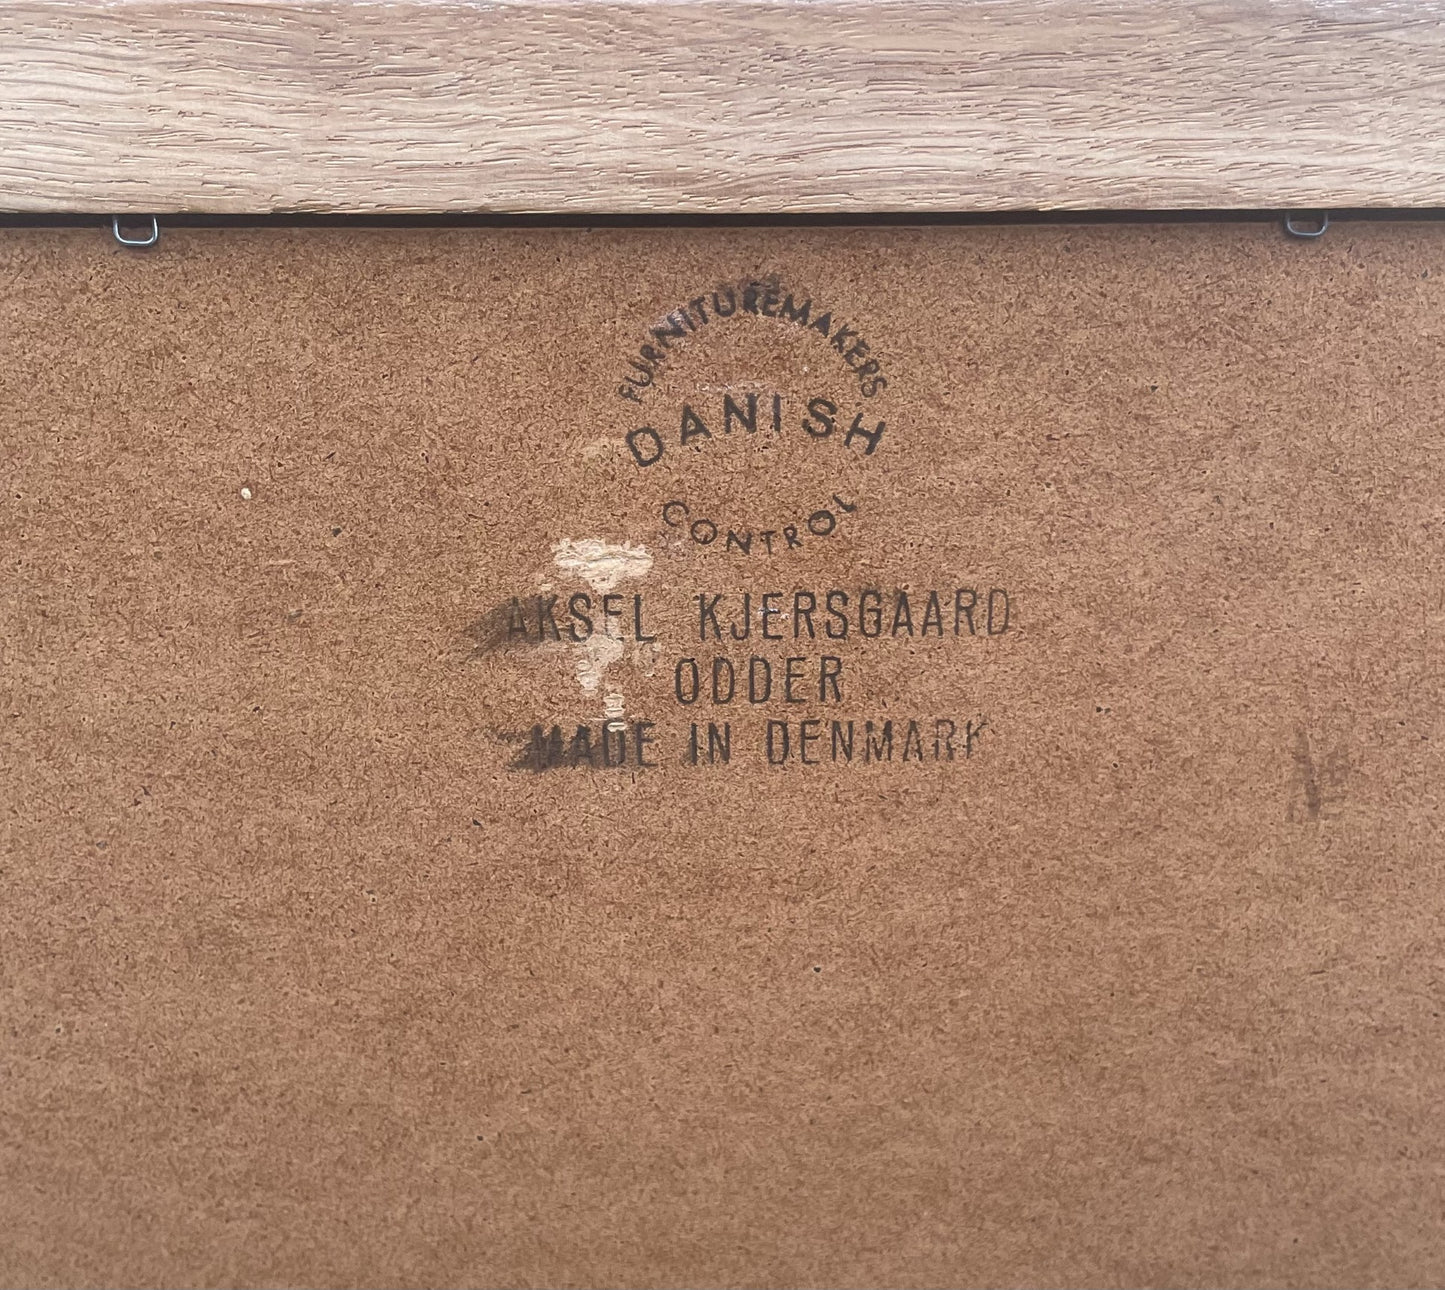 FURNITUREMAKERS
DANISH
CONTROL
AKSEL KJERSGAARD
ODDER
MADE IN DENMARK